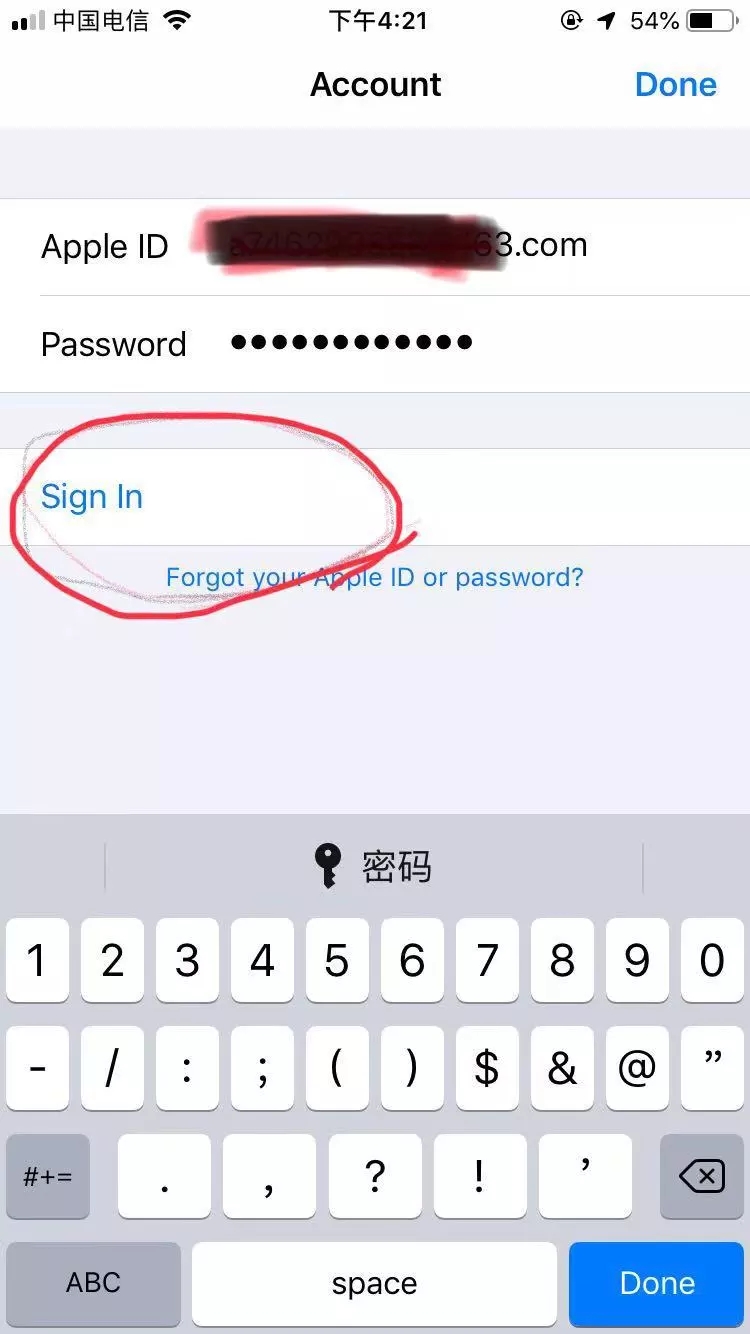 中国电信 下午4:21 54%
Account Done
Apple ID 63.com
Password ••••••••••••
Sign In
Forgot your Apple ID or password?
密码
1 2 3 4 5 6 7 8 9 0
- / : ; ( ) $ & @ ”
#+= . , ? ! ’
ABC space Done